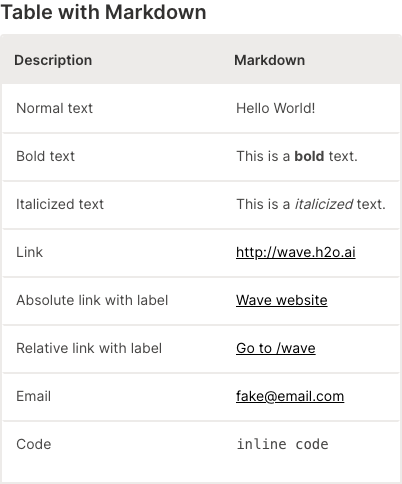 Table with Markdown
Description Markdown
Normal text Hello World!
Bold text This is a bold text.
Italicized text This is a italicized text.
Link http://wave.h2o.ai
Absolute link with label Wave website
Relative link with label Go to /wave
Email fake@email.com
Code inline code